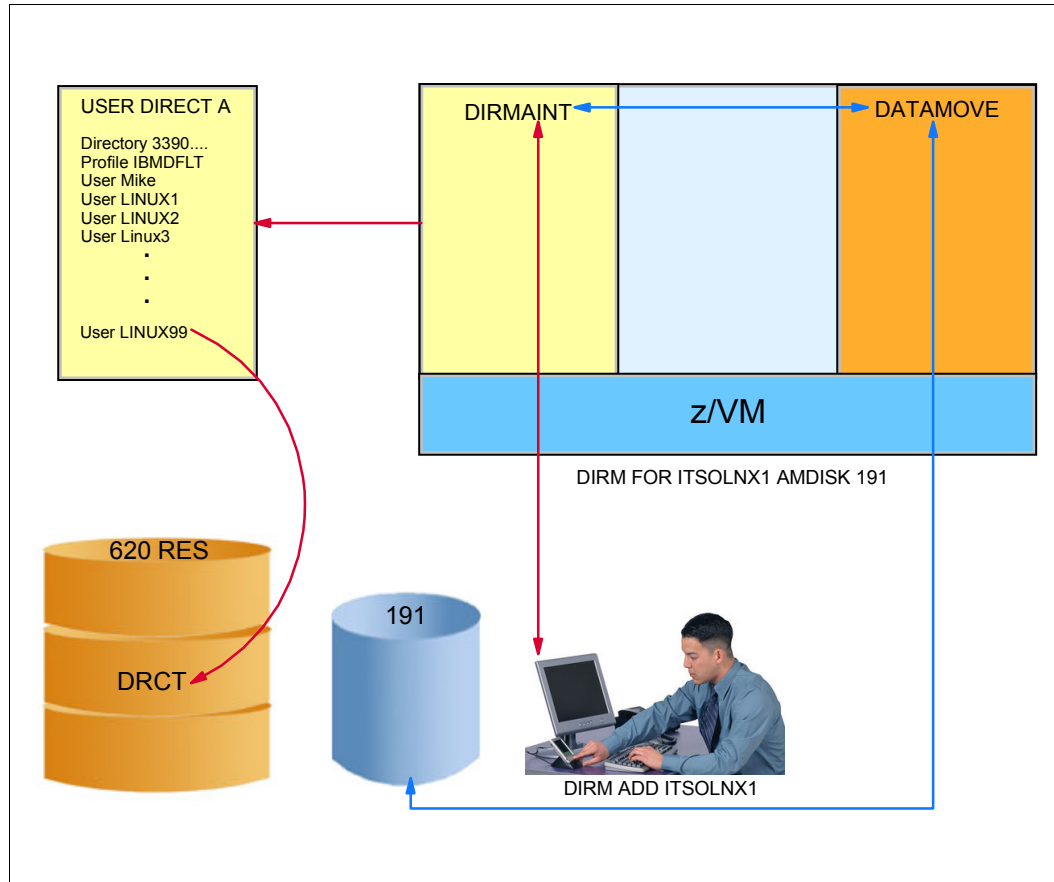 USER DIRECT A
Directory 3390....
Profile IBMDFLT
User Mike
User LINUX1
User LINUX2
User Linux3
.
.
.
User LINUX99
DIRMAINT
DATAMOVE
z/VM
DIRM FOR ITSOLNX1 AMDISK 191
620 RES
DRCT
191
DIRM ADD ITSOLNX1